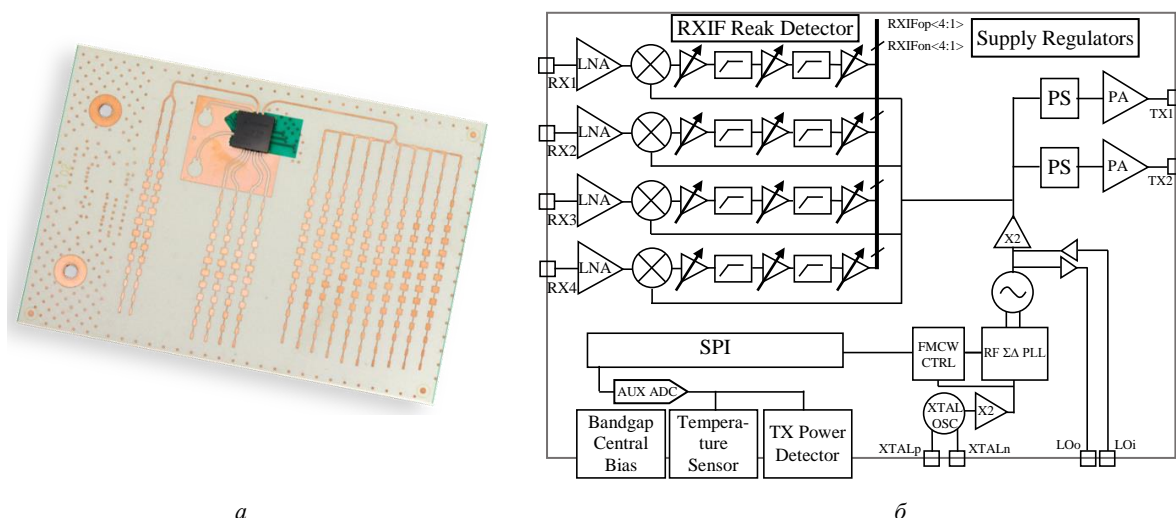 RXIF Reak Detector
RXIFop<4:1>
RXIFon<4:1>
Supply Regulators
LNA
RX1
LNA
RX2
LNA
RX3
LNA
RX4
PS
PA
TX1
PS
PA
TX2
X2
SPI
FMCW
CTRL
RF ΣΔ PLL
AUX ADC
XTAL
OSC
X2
Bandgap
Central
Bias
Tempera-
ture
Sensor
TX Power
Detector
XTALp
XTALn
LOo
LOi
а
б